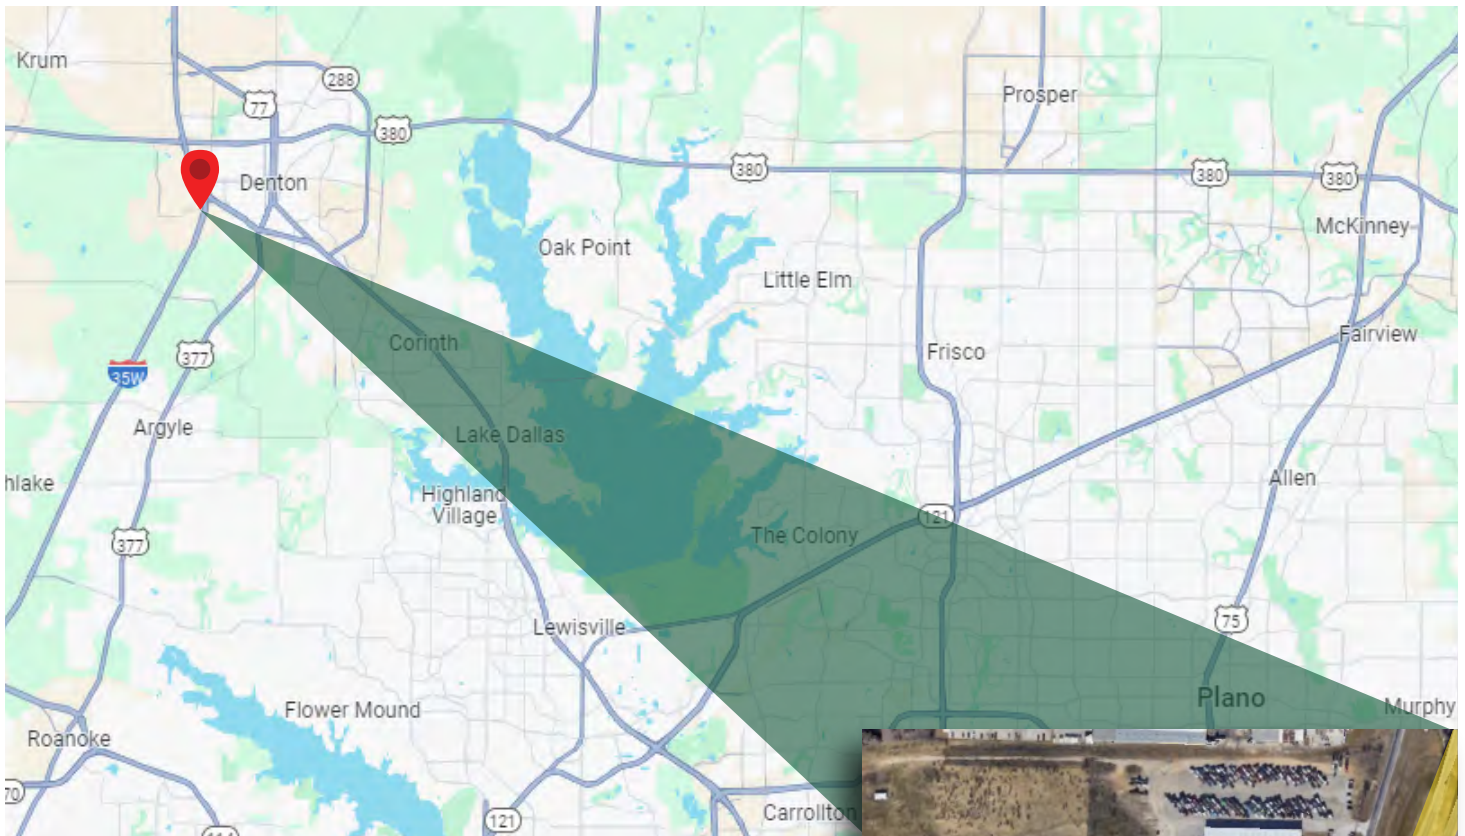 Krum
288
77
Prosper
380
380
380
380
Denton
McKinney
Oak Point
Little Elm
Corinth
Frisco
Fairview
377
35W
Argyle
Lake Dallas
hlake
Allen
Highland
Village
121
The Colony
377
75
Lewisville
Plano
Flower Mound
Murphy
Roanoke
70
Carrollton
121